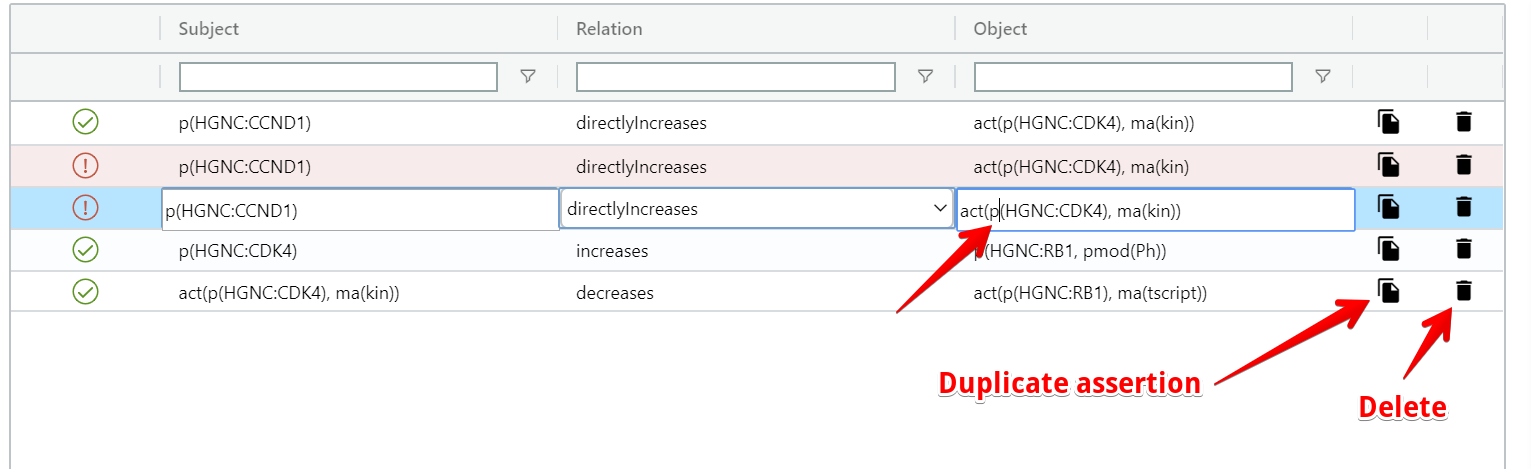 Subject Relation Object
p(HGNC:CCND1) directlyIncreases act(p(HGNC:CDK4), ma(kin))
p(HGNC:CCND1) directlyIncreases act(p(HGNC:CDK4), ma(kin)
p(HGNC:CCND1) directlyIncreases act(p(HGNC:CDK4), ma(kin))
p(HGNC:CDK4) increases p(HGNC:RB1, pmod(Ph))
act(p(HGNC:CDK4), ma(kin)) decreases act(p(HGNC:RB1), ma(tscript))
Duplicate assertion
Delete